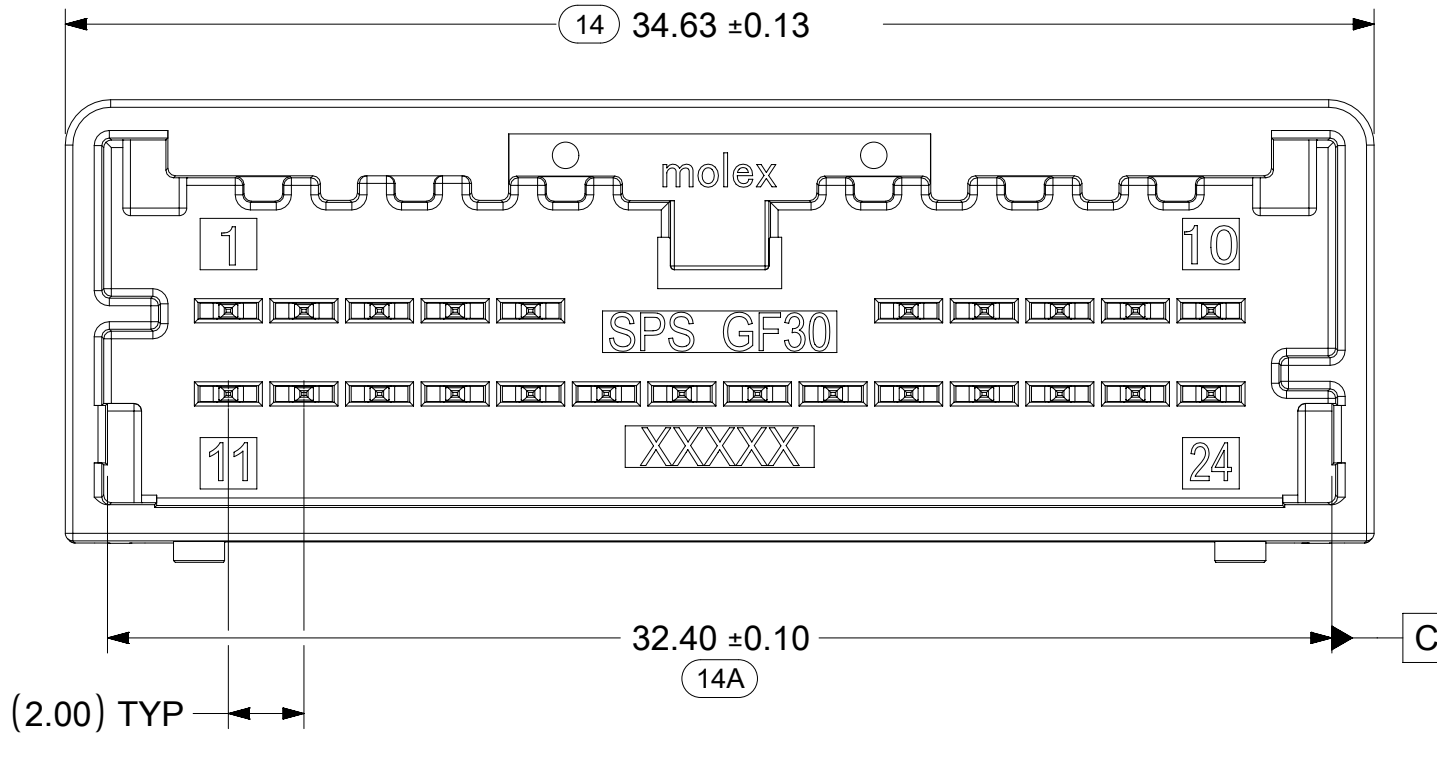 14 34.63 ±0.13
molex
1
10
SPS GF30
11
XXXXX
24
32.40 ±0.10
C
14A
(2.00) TYP